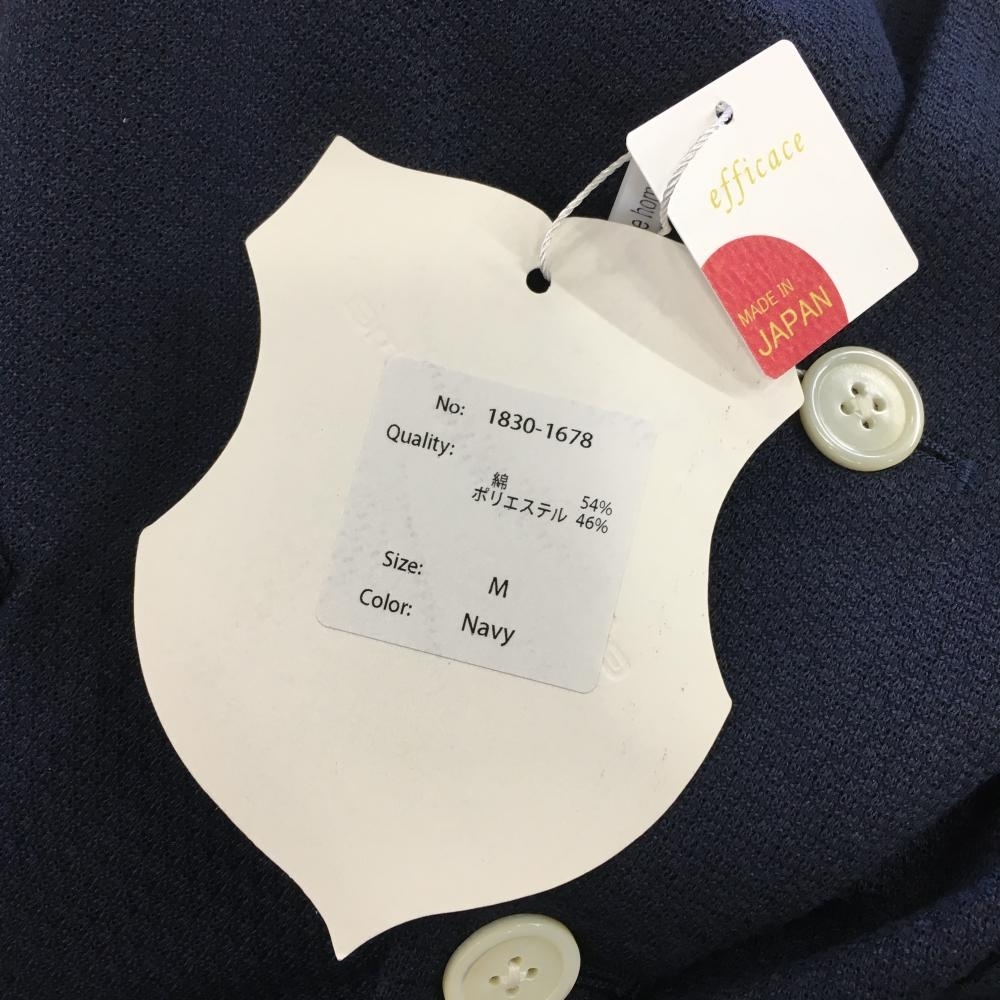 efficace
MADE IN
JAPAN
No: 1830-1678
Quality:
綿 54%
ポリエステル 46%
Size: M
Color: Navy